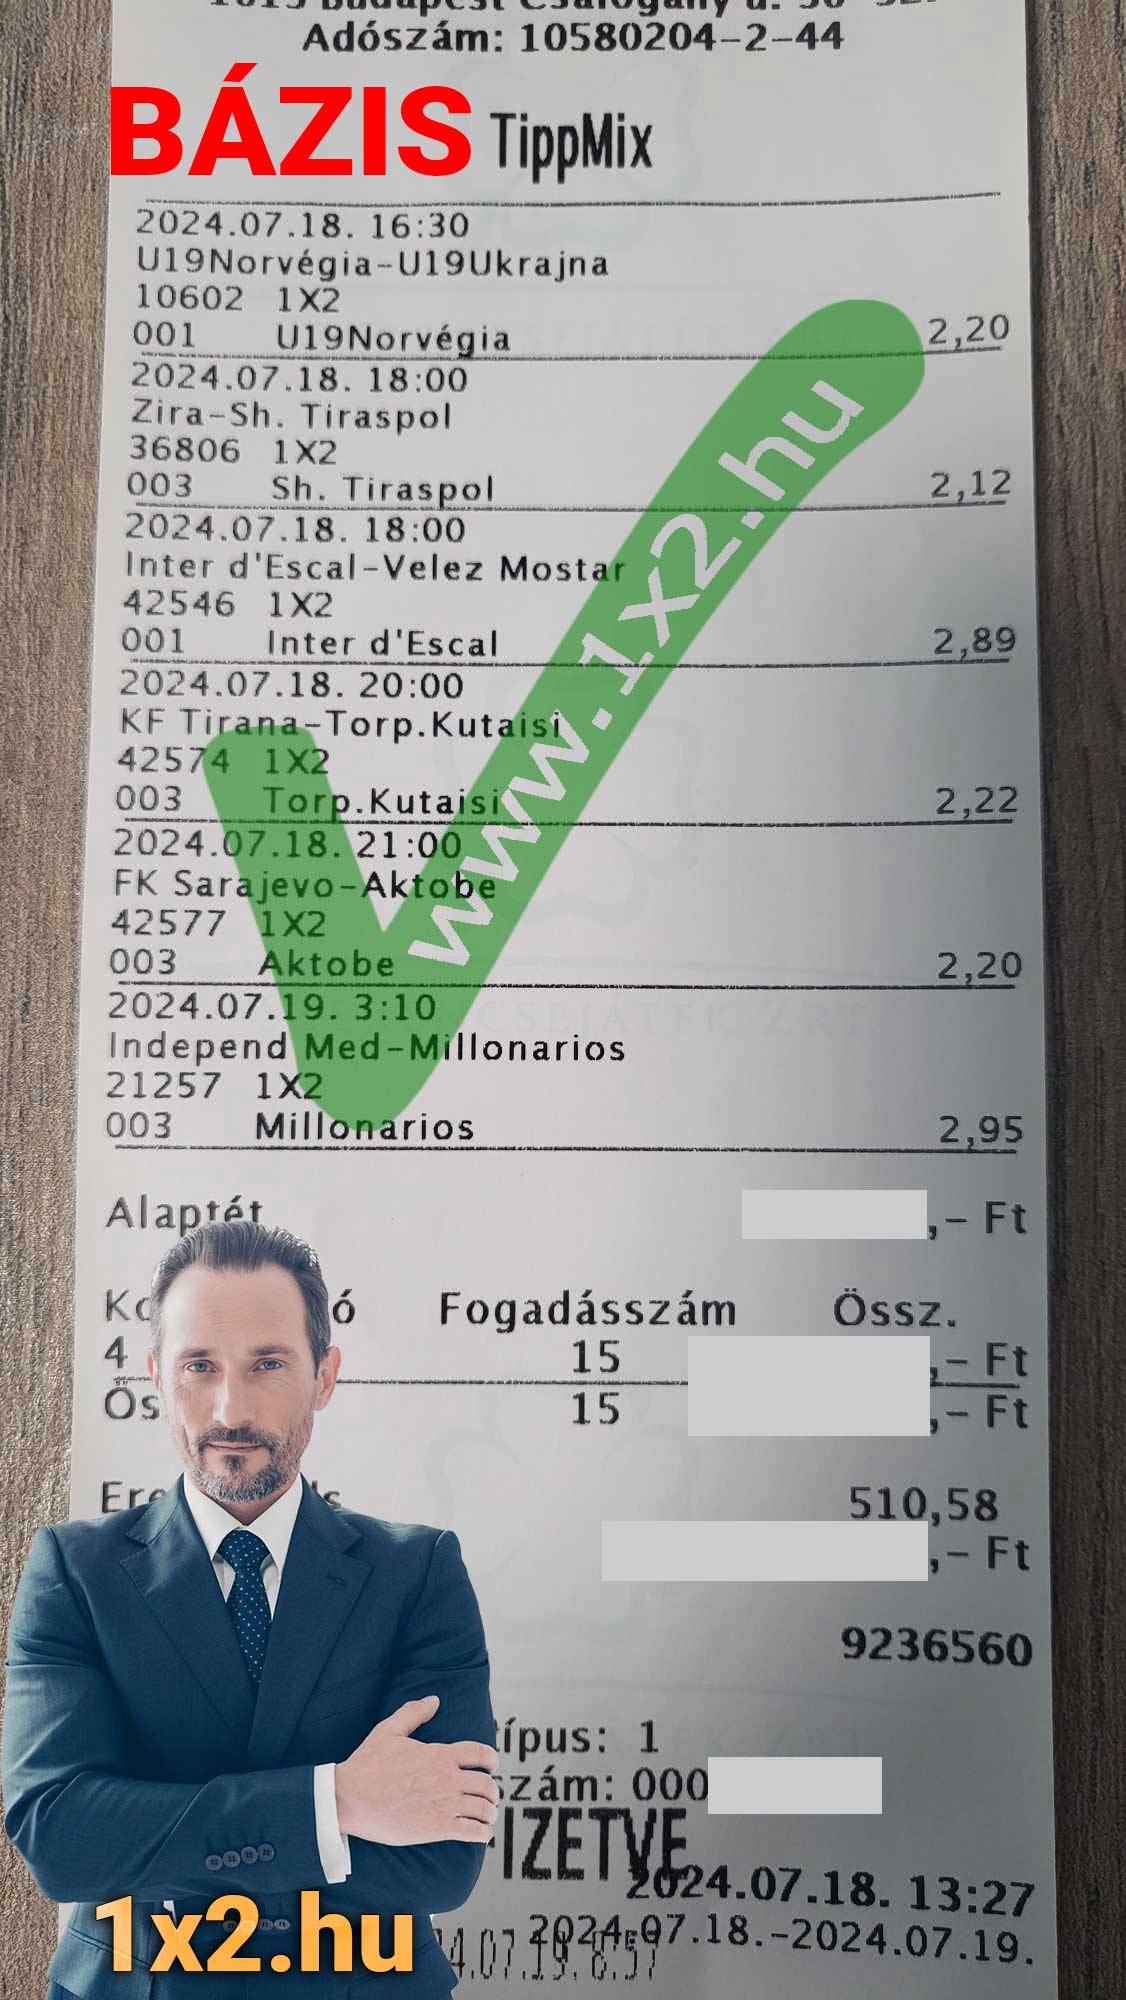 Adószám: 10580204-2-44
BÁZIS TippMix
2024.07.18. 16:30
U19Norvégia-U19Ukrajna
10602 1X2
001 U19Norvégia 2,20
2024.07.18. 18:00
Zira-Sh. Tiraspol
36806 1X2
003 Sh. Tiraspol 2,12
2024.07.18. 18:00
Inter d'Escal-Velez Mostar
42546 1X2
001 Inter d'Escal 2,89
2024.07.18. 20:00
KF Tirana-Torp.Kutaisi
42574 1X2
003 Torp.Kutaisi 2,22
2024.07.18. 21:00
FK Sarajevo-Aktobe
42577 1X2
003 Aktobe 2,20
2024.07.19. 3:10
Independ Med-Millonarios
21257 1X2
003 Millonarios 2,95
www.1x2.hu
Alaptét ,- Ft
Fogadásszám Össz.
4 15 ,- Ft
15 ,- Ft
510,58
,- Ft
9236560
típus: 1
szám: 000
FIZETVE
2024.07.18. 13:27
2024.07.18.-2024.07.19.
4.07.19. 8:57
1x2.hu